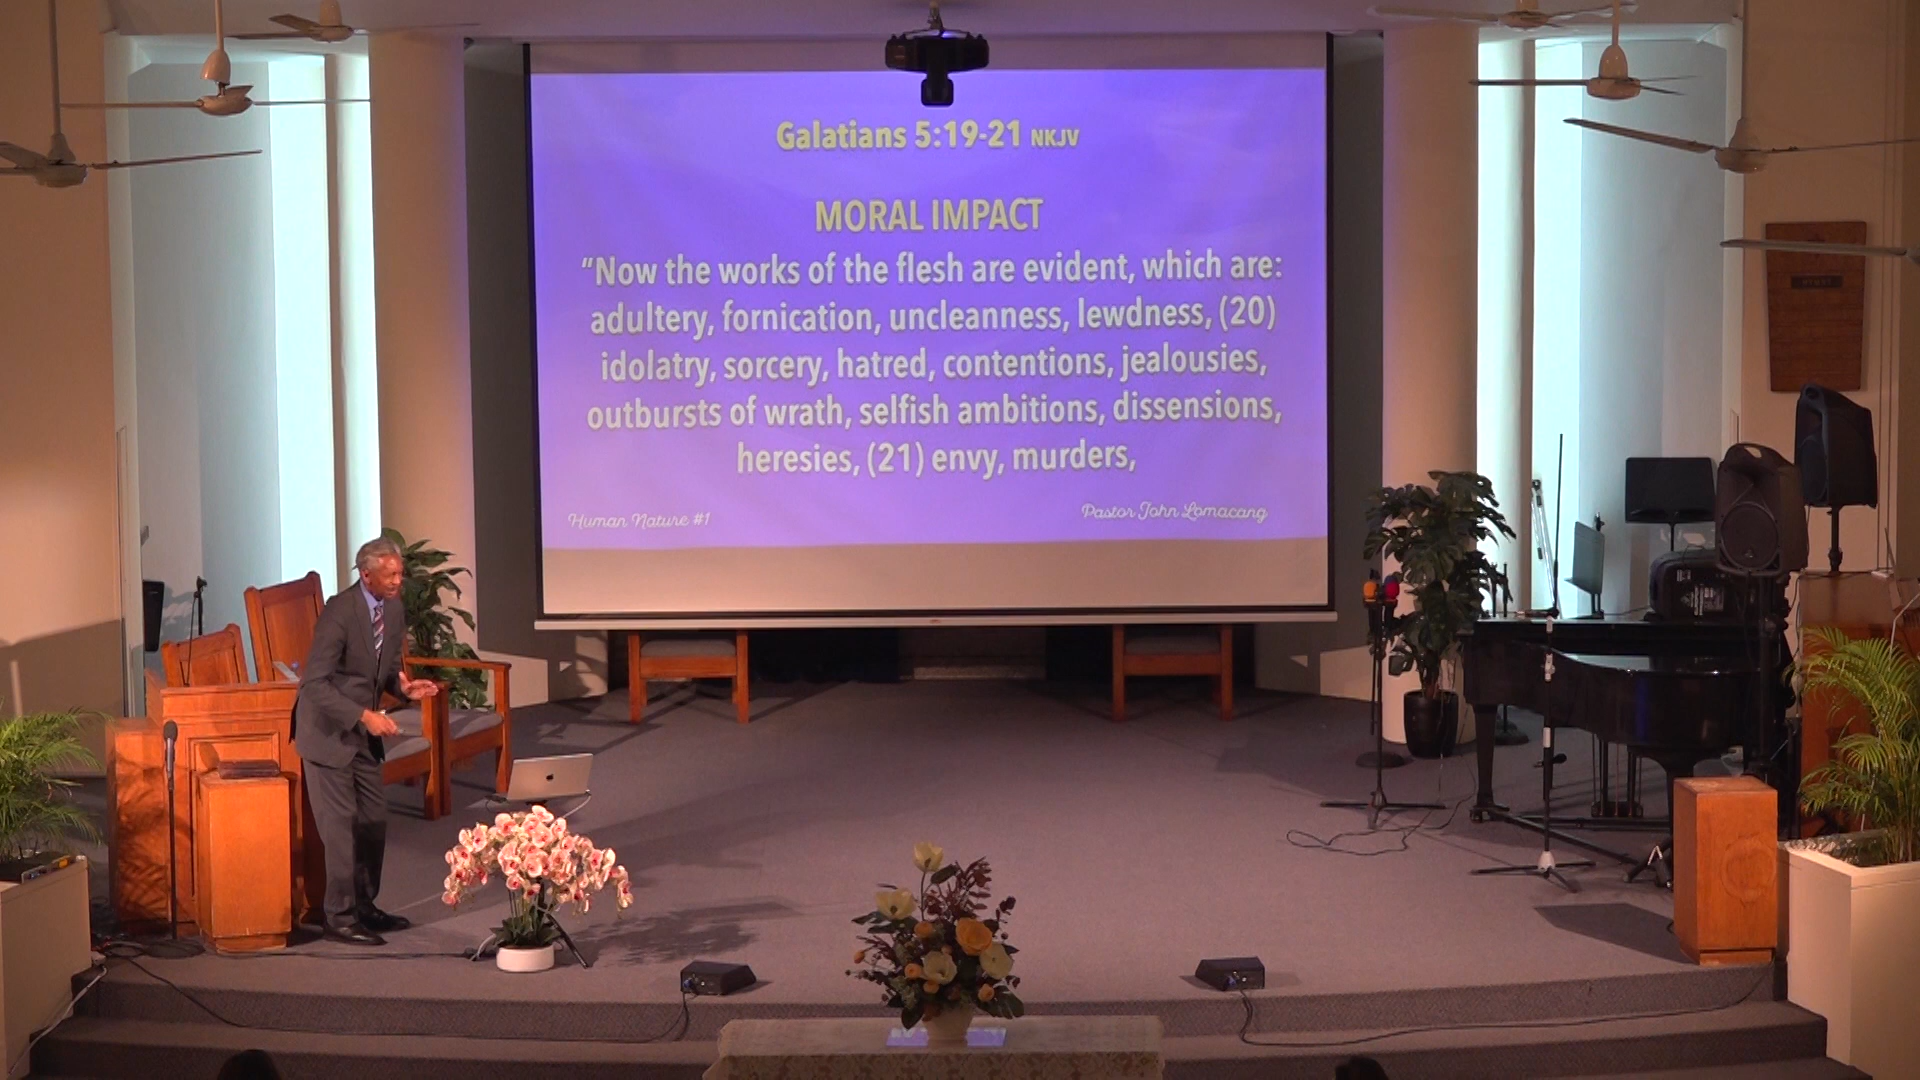 Galatians 5:19-21 NKJV
MORAL IMPACT
“Now the works of the flesh are evident, which are:
adultery, fornication, uncleanness, lewdness, (20)
idolatry, sorcery, hatred, contentions, jealousies,
outbursts of wrath, selfish ambitions, dissensions,
heresies, (21) envy, murders,
Human Nature #1
Pastor John Lomacang